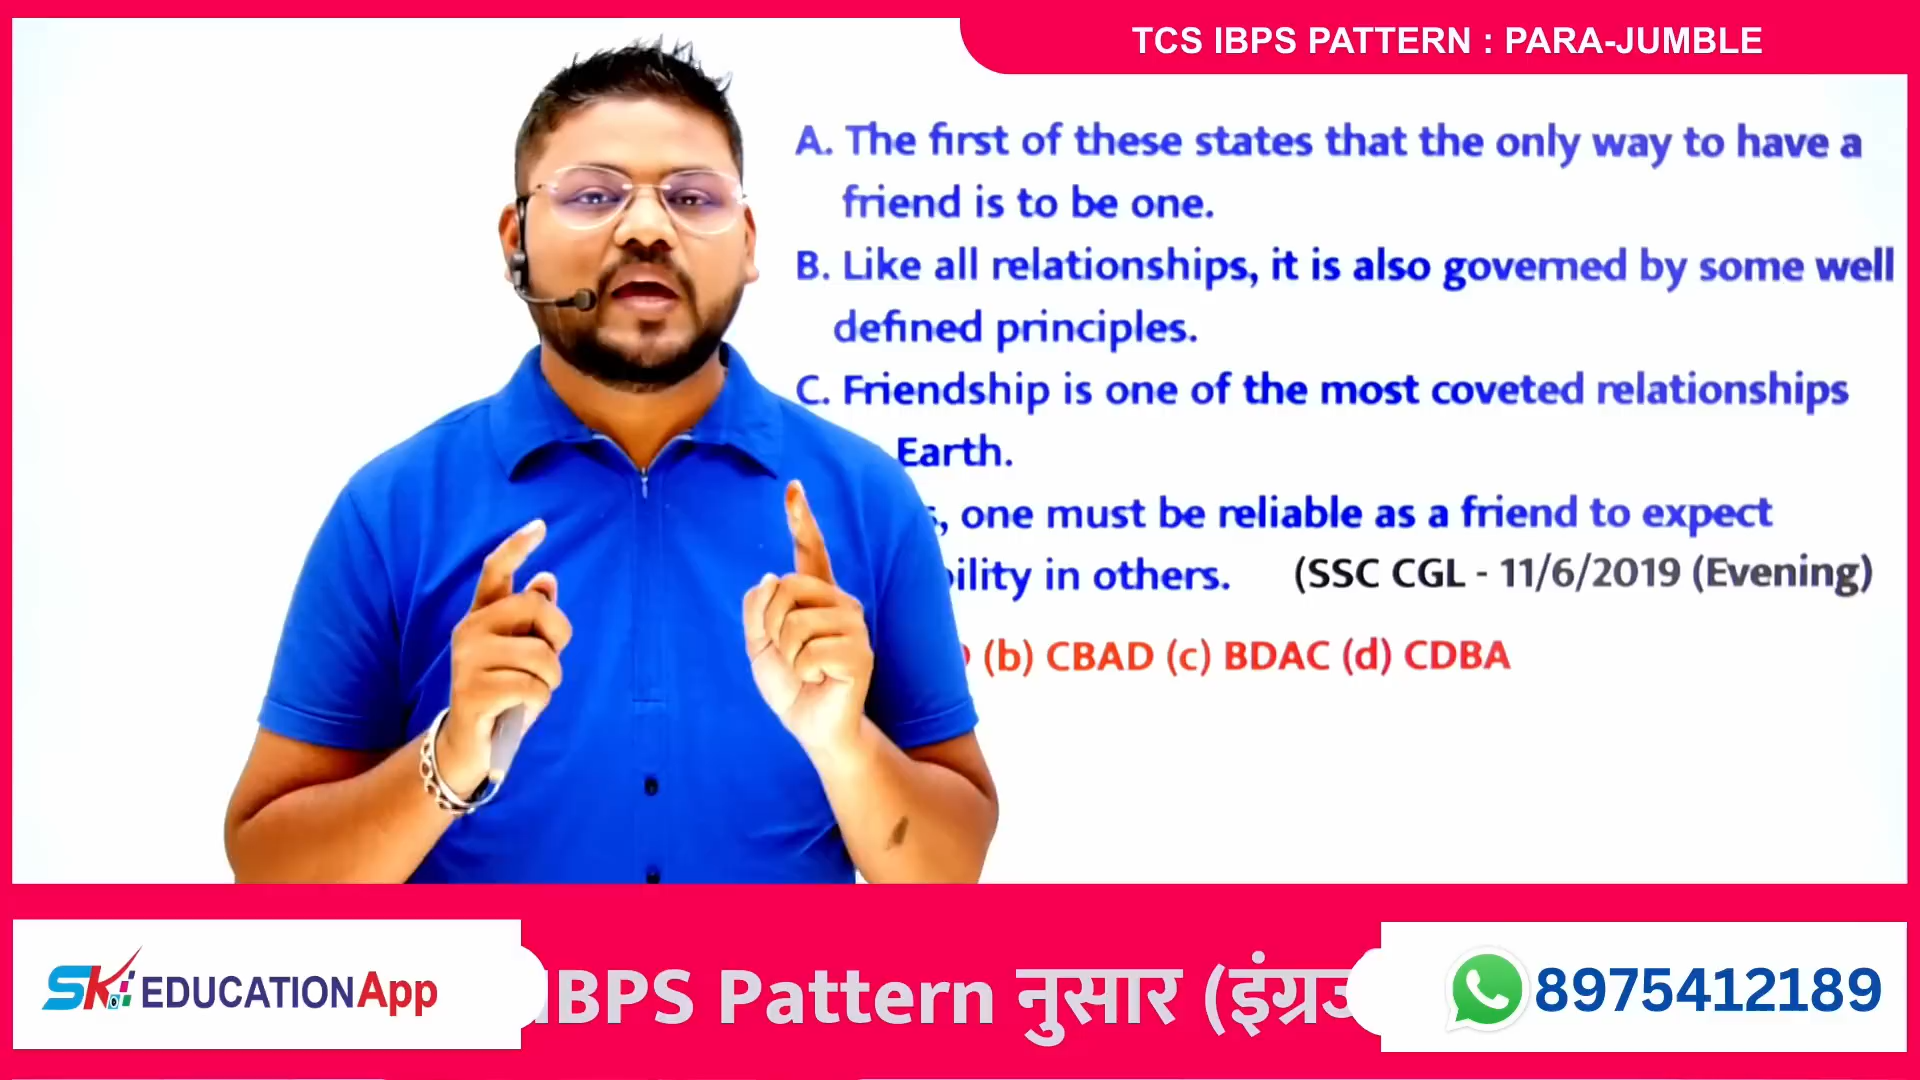 TCS IBPS PATTERN : PARA-JUMBLE
A. The first of these states that the only way to have a
friend is to be one.
B. Like all relationships, it is also governed by some well
defined principles.
C. Friendship is one of the most coveted relationships
Earth.
, one must be reliable as a friend to expect
in others. (SSC CGL - 11/6/2019 (Evening)
(b) CBAD (c) BDAC (d) CDBA
SK EDUCATION App
IBPS Pattern नुसार
8975412189